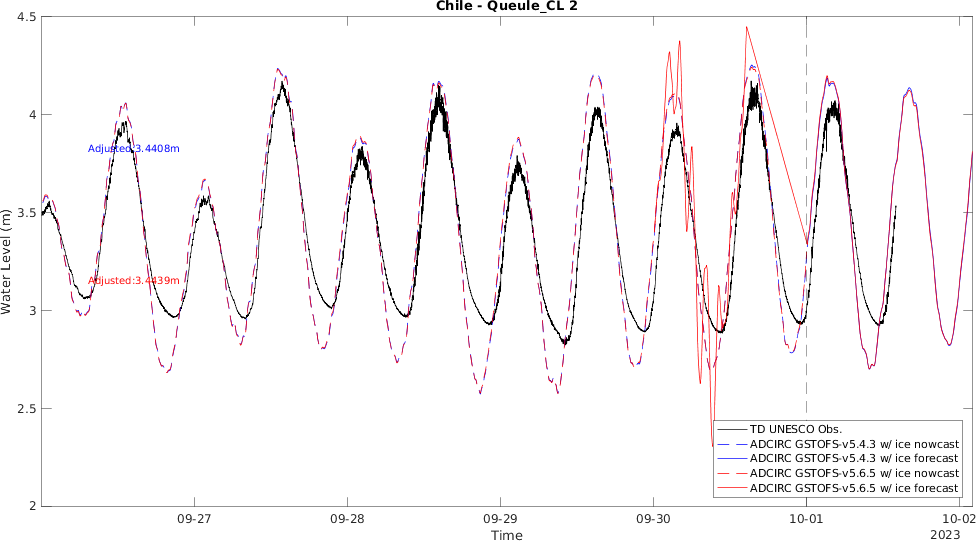 Chile - Queule_CL 2
4.5
4
3.5
3
2.5
2
Water Level (m)
Adjusted:3.4408m
Adjusted:3.4439m
TD UNESCO Obs.
ADCIRC GSTOFS-v5.4.3 w/ ice nowcast
ADCIRC GSTOFS-v5.4.3 w/ ice forecast
ADCIRC GSTOFS-v5.6.5 w/ ice nowcast
ADCIRC GSTOFS-v5.6.5 w/ ice forecast
09-27 09-28 09-29 09-30 10-01 10-02
Time
2023